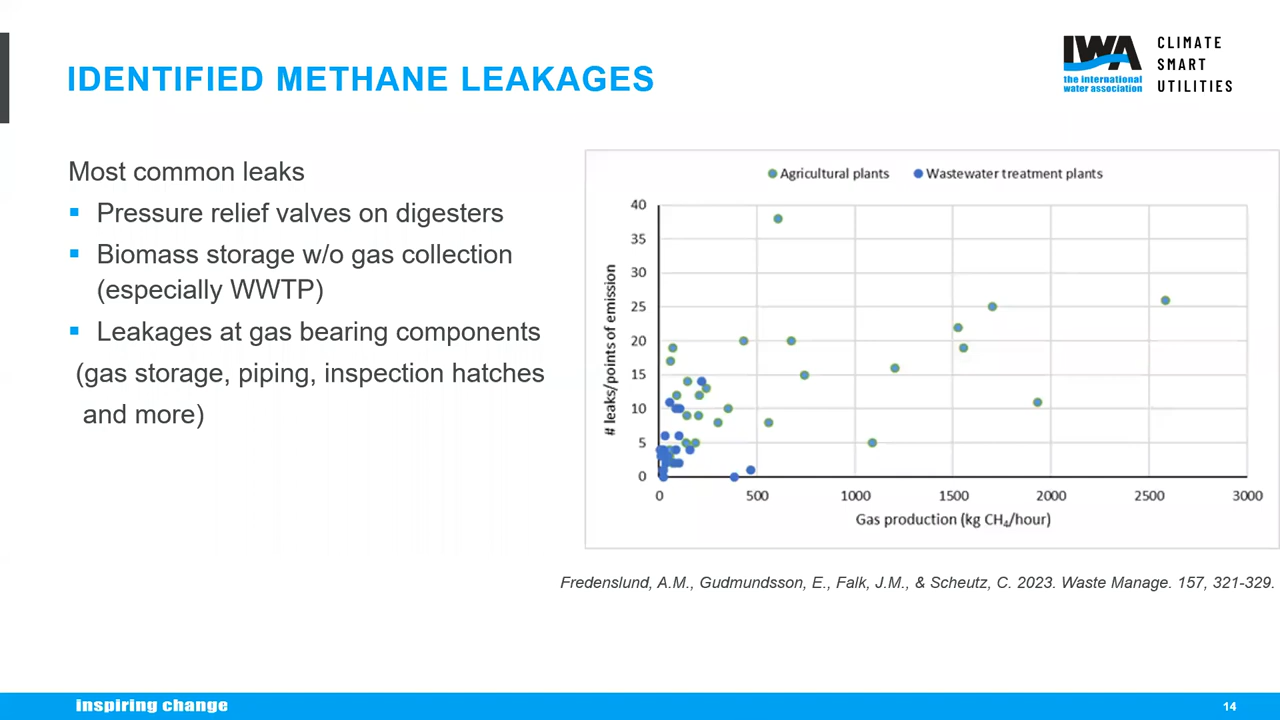 IDENTIFIED METHANE LEAKAGES
IWA
the international
water association
CLIMATE
SMART
UTILITIES
Most common leaks
Pressure relief valves on digesters
Biomass storage w/o gas collection
(especially WWTP)
Leakages at gas bearing components
(gas storage, piping, inspection hatches
and more)
Agricultural plants Wastewater treatment plants
# leaks/points of emission
40
35
30
25
20
15
10
5
0
0 500 1000 1500 2000 2500 3000
Gas production (kg CH₄/hour)
Fredenslund, A.M., Gudmundsson, E., Falk, J.M., & Scheutz, C. 2023. Waste Manage. 157, 321-329.
inspiring change
14